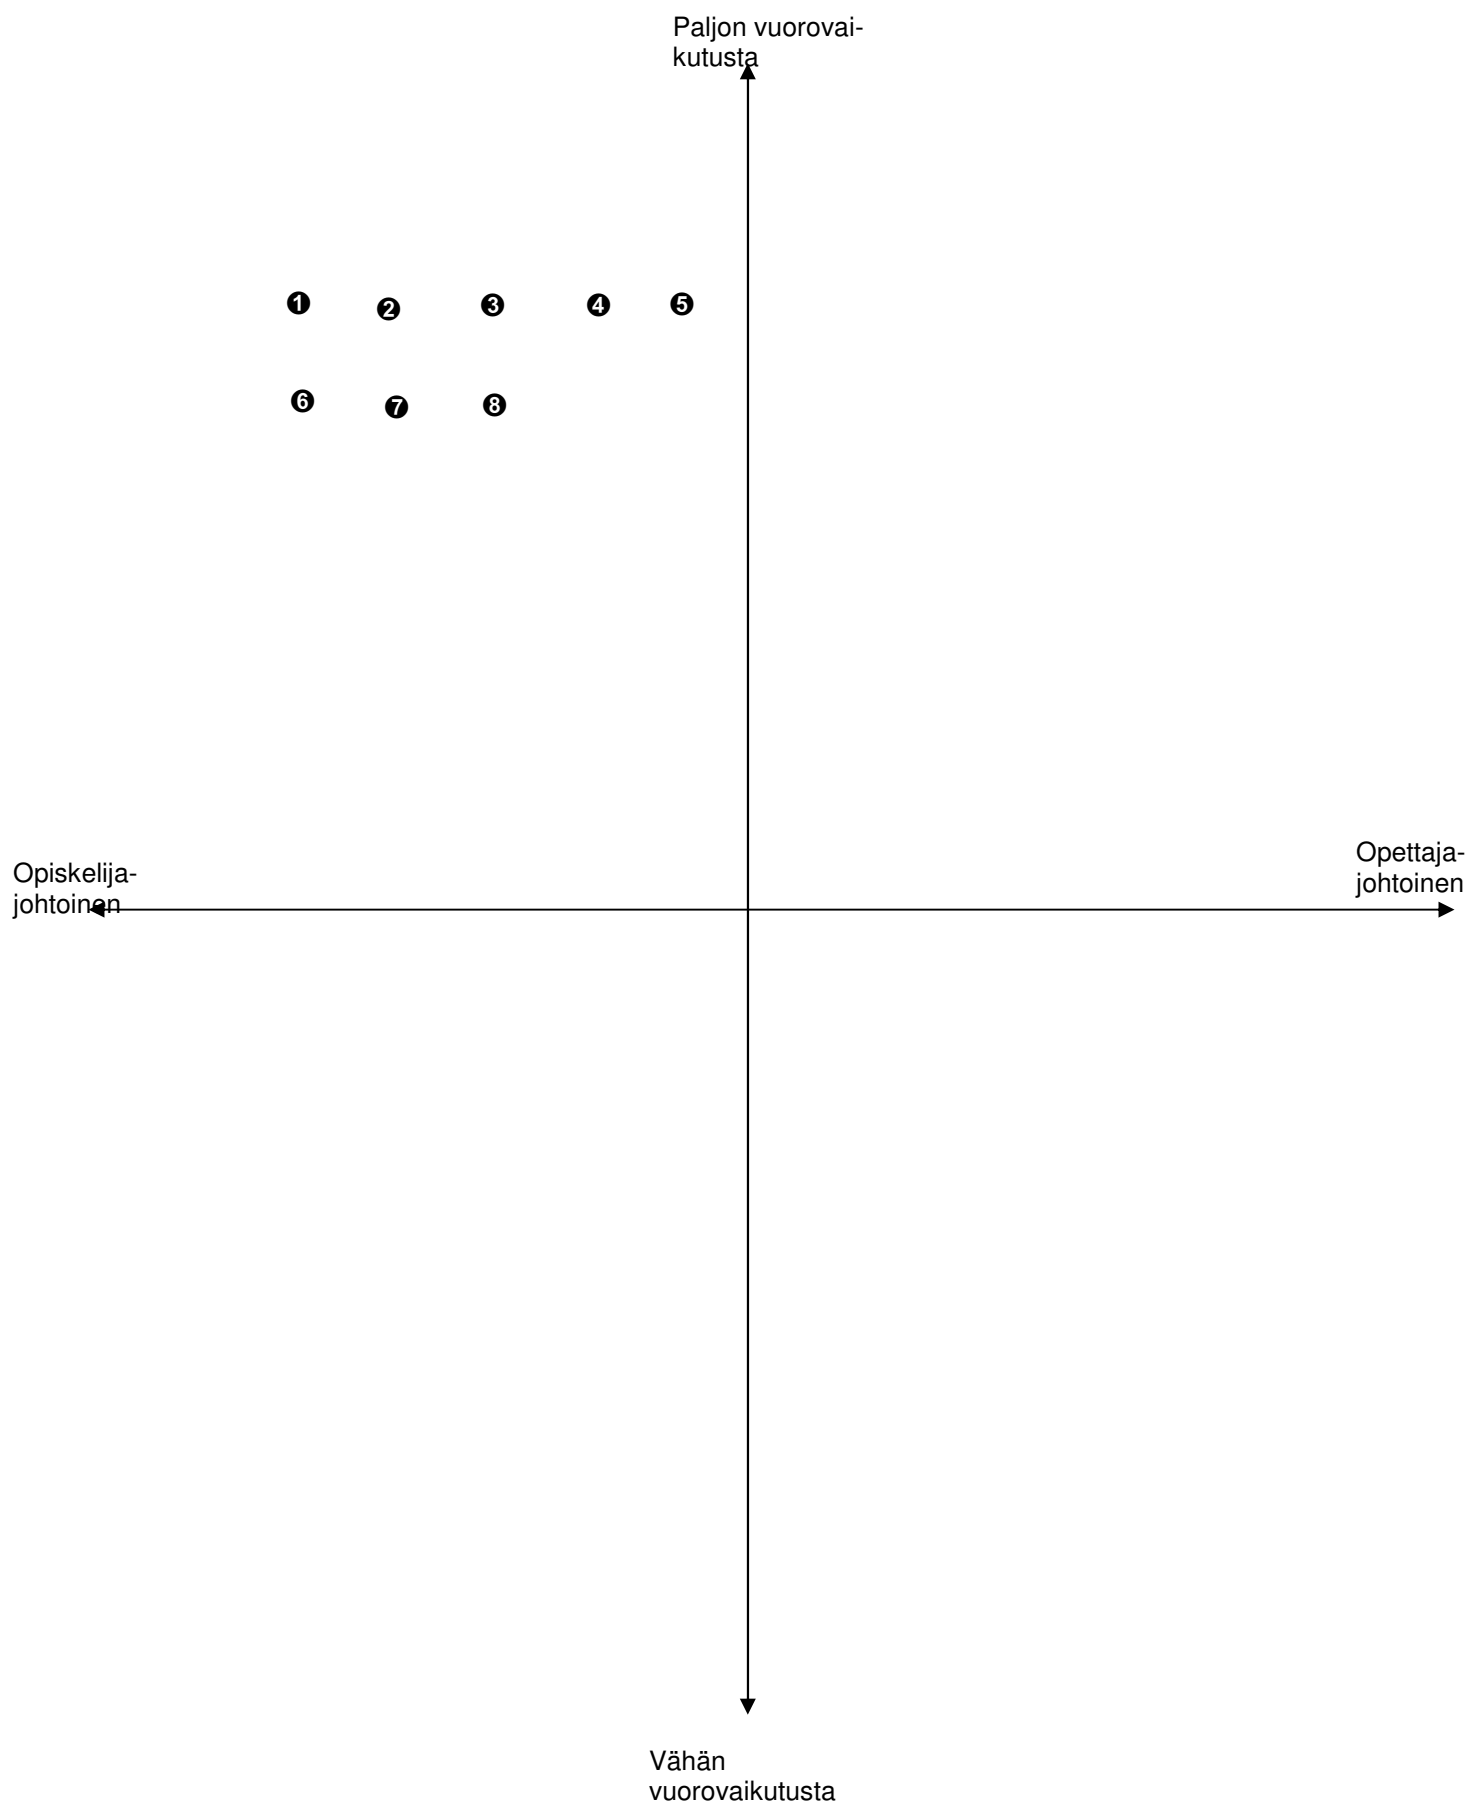 Paljon vuorovai-
kutusta
❶ ❷ ❸ ❹ ❺
❻ ❼ ❽
Opiskelija-
johtoinen
Opettaja-
johtoinen
Vähän
vuorovaikutusta